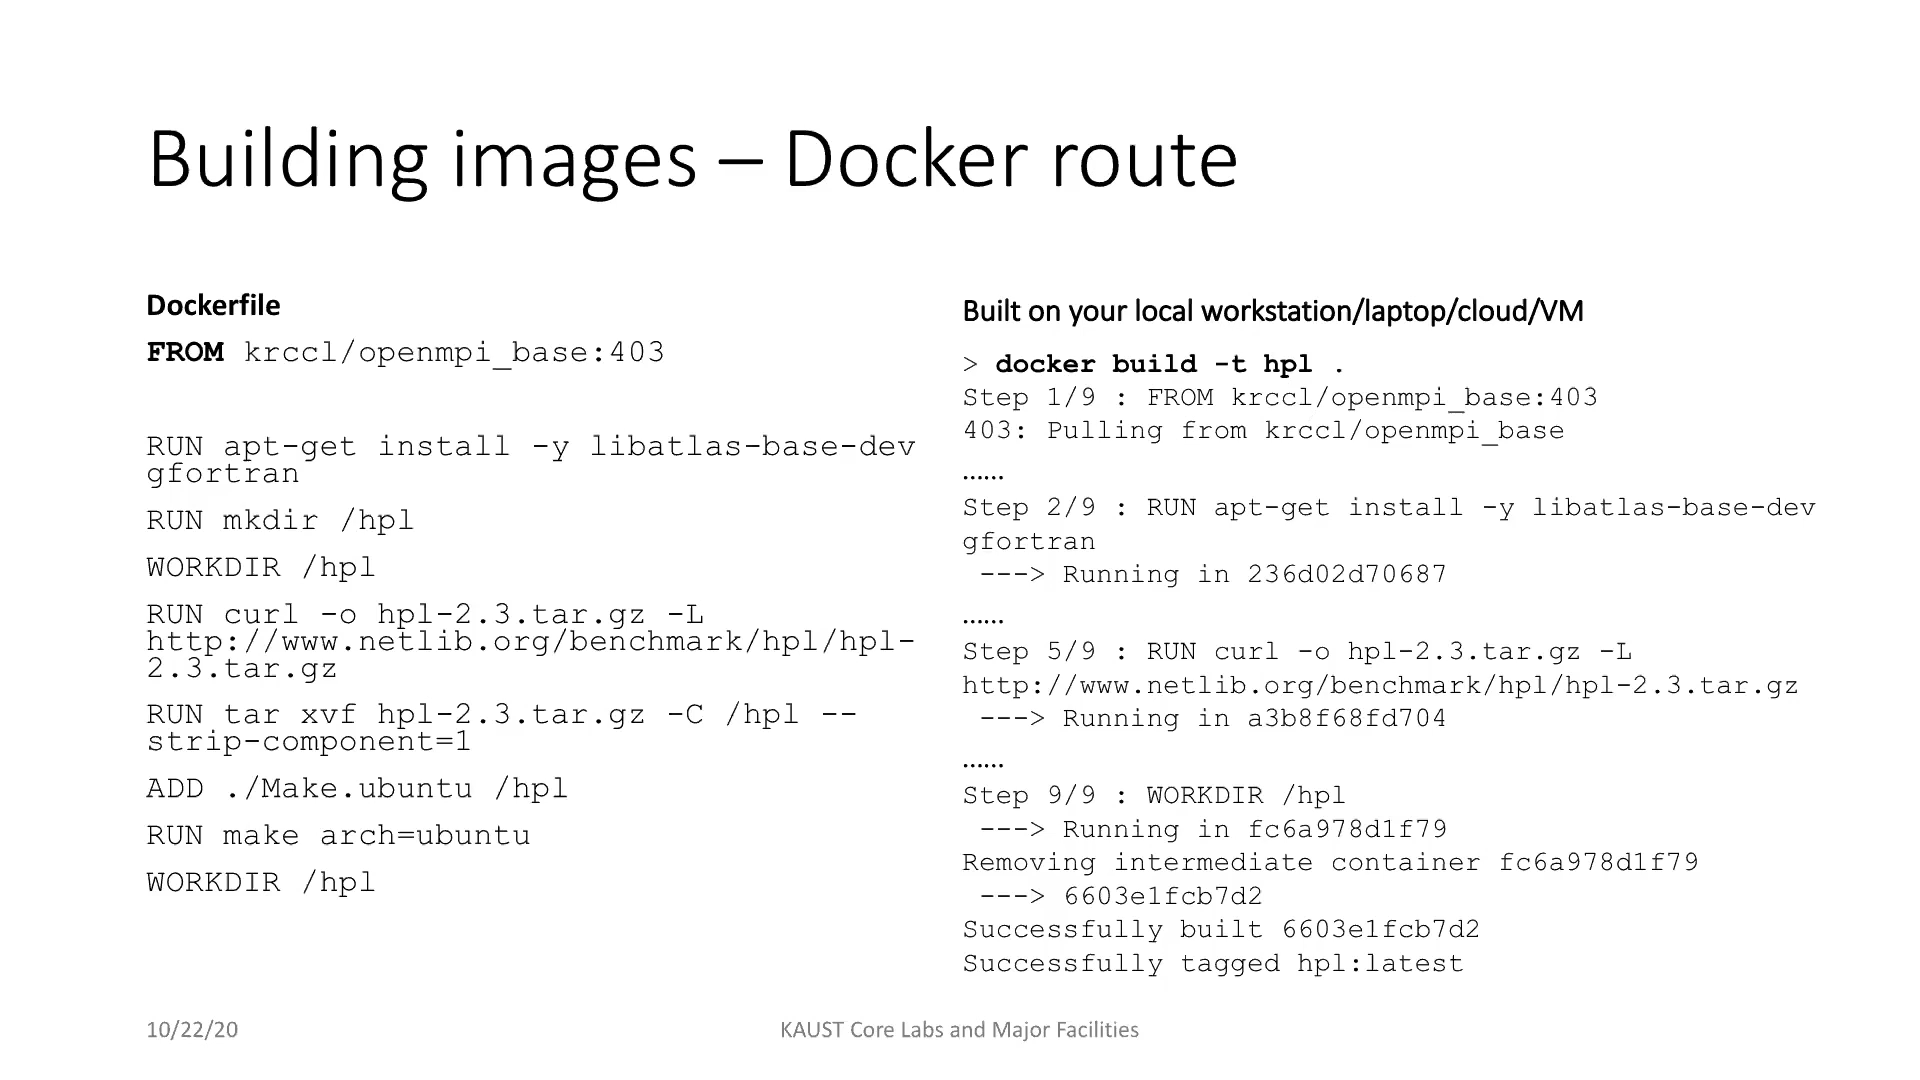 Building images – Docker route
Dockerfile
FROM krccl/openmpi_base:403
RUN apt-get install -y libatlas-base-dev
gfortran
RUN mkdir /hpl
WORKDIR /hpl
RUN curl -o hpl-2.3.tar.gz -L
http://www.netlib.org/benchmark/hpl/hpl-
2.3.tar.gz
RUN tar xvf hpl-2.3.tar.gz -C /hpl --
strip-component=1
ADD ./Make.ubuntu /hpl
RUN make arch=ubuntu
WORKDIR /hpl
Built on your local workstation/laptop/cloud/VM
> docker build -t hpl .
Step 1/9 : FROM krccl/openmpi_base:403
403: Pulling from krccl/openmpi_base
……
Step 2/9 : RUN apt-get install -y libatlas-base-dev
gfortran
---> Running in 236d02d70687
……
Step 5/9 : RUN curl -o hpl-2.3.tar.gz -L
http://www.netlib.org/benchmark/hpl/hpl-2.3.tar.gz
---> Running in a3b8f68fd704
……
Step 9/9 : WORKDIR /hpl
---> Running in fc6a978d1f79
Removing intermediate container fc6a978d1f79
---> 6603e1fcb7d2
Successfully built 6603e1fcb7d2
Successfully tagged hpl:latest
10/22/20
KAUST Core Labs and Major Facilities